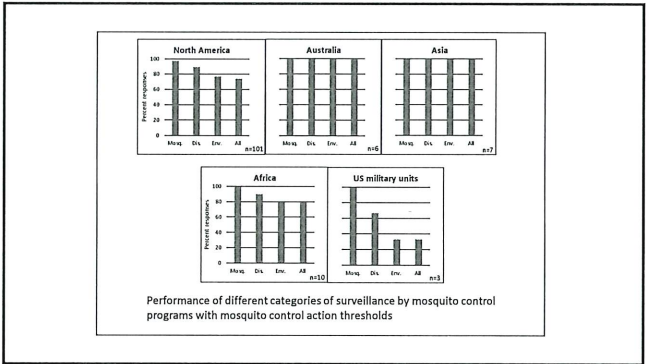 North America
Percent responses
100
80
60
40
20
0
Mosq. Dis. Env. All
n=101
Australia
Mosq. Dis. Env. All
n=6
Asia
Mosq. Dis. Env. All
n=7
Africa
Percent responses
100
80
60
40
20
0
Mosq. Dis. Env. All
n=10
US military units
Mosq. Dis. Env. All
n=3
Performance of different categories of surveillance by mosquito control
programs with mosquito control action thresholds